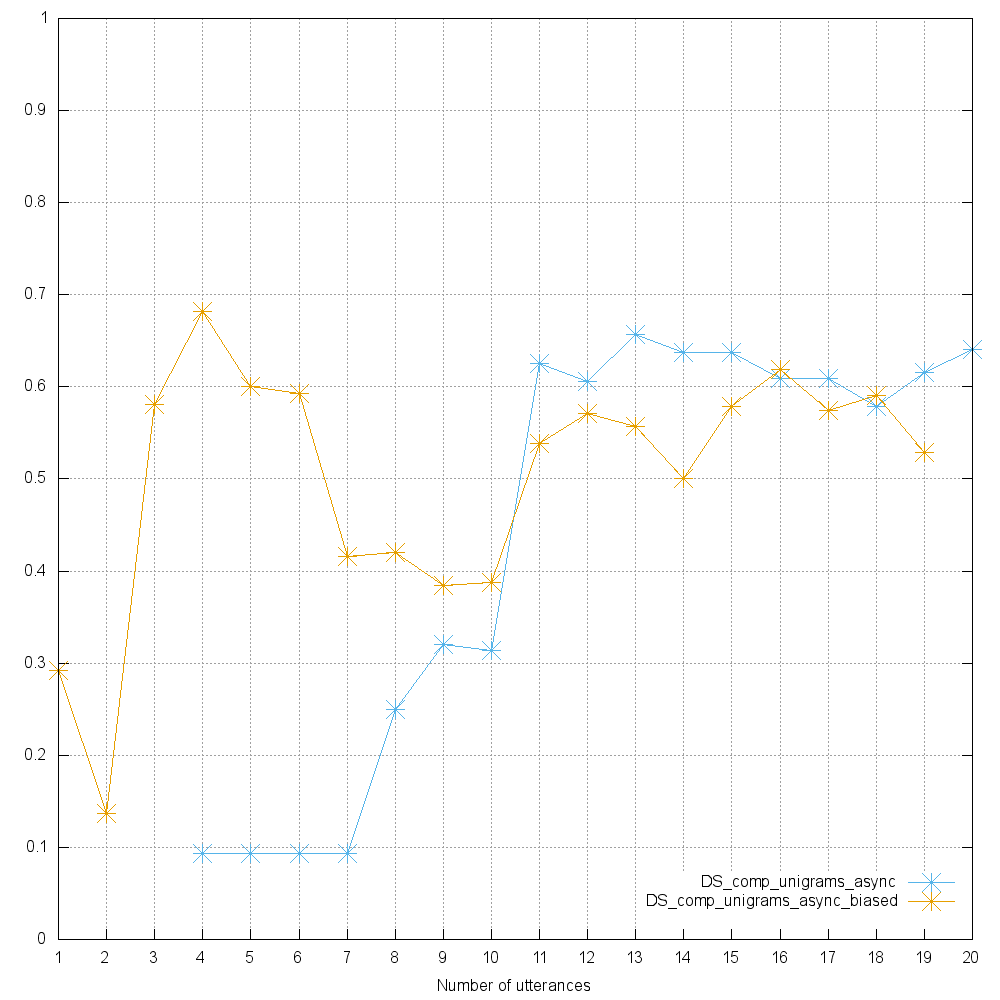 1
0.9
0.8
0.7
0.6
0.5
0.4
0.3
0.2
0.1
0
DS_comp_unigrams_async
DS_comp_unigrams_async_biased
1 2 3 4 5 6 7 8 9 10 11 12 13 14 15 16 17 18 19 20
Number of utterances